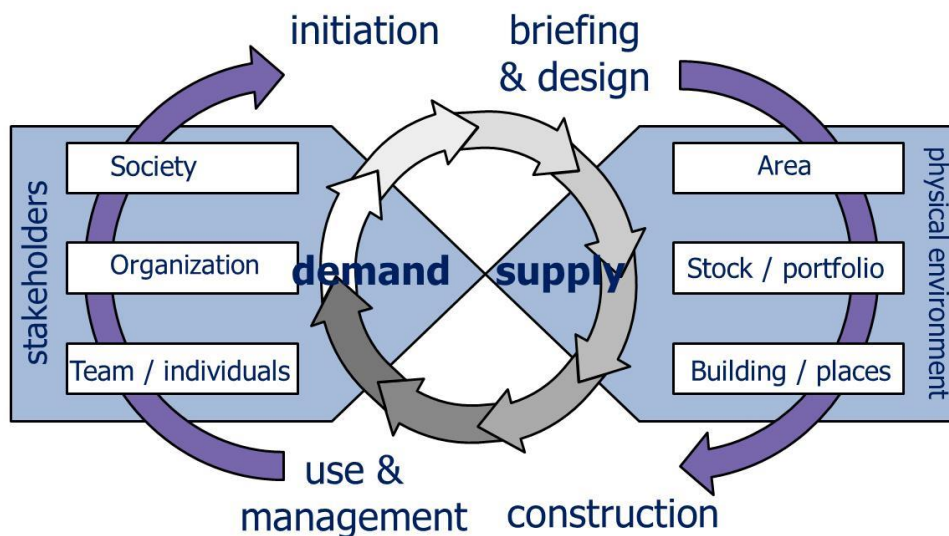 initiation
briefing
& design
stakeholders
Society
Organization
Team / individuals
demand
supply
Area
Stock / portfolio
Building / places
physical environment
use &
management
construction